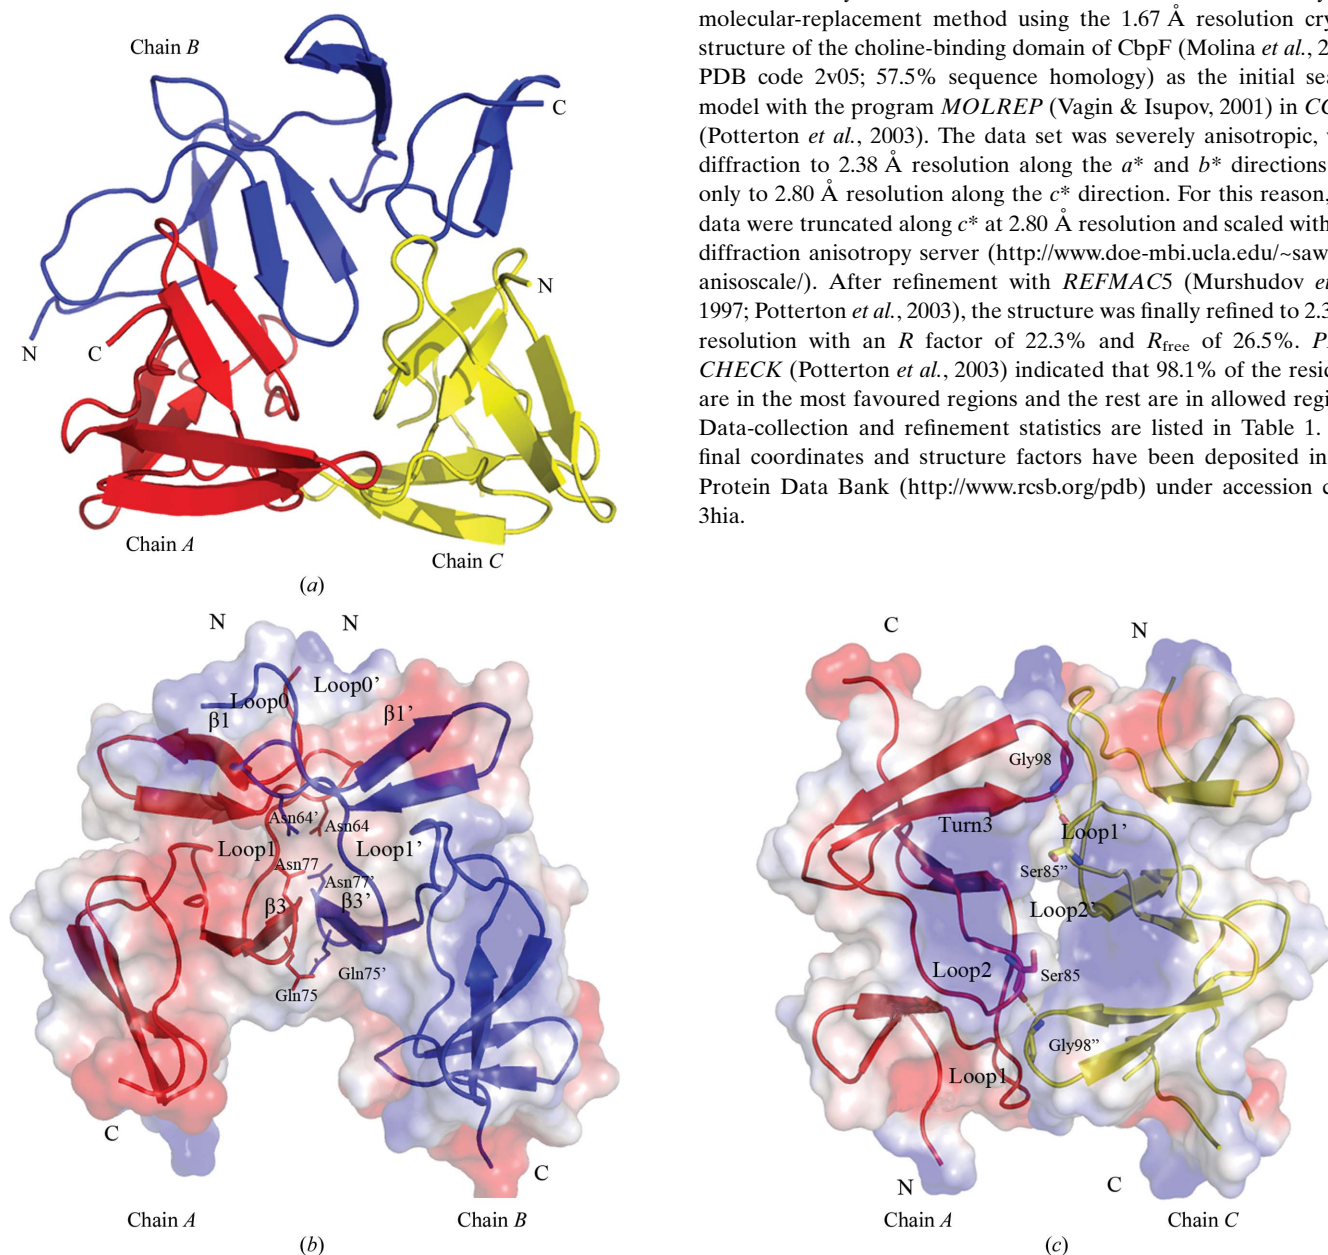 molecular-replacement method using the 1.67 Å resolution
structure of the choline-binding domain of CbpF (Molina et al.,
PDB code 2v05; 57.5% sequence homology) as the initial
model with the program MOLREP (Vagin & Isupov, 2001) in
(Potterton et al., 2003). The data set was severely anisotropic,
diffraction to 2.38 Å resolution along the a* and b* directions
only to 2.80 Å resolution along the c* direction. For this reason,
data were truncated along c* at 2.80 Å resolution and scaled with
diffraction anisotropy server (http://www.doe-mbi.ucla.edu/~saw
anisoscale/). After refinement with REFMAC5 (Murshudov
1997; Potterton et al., 2003), the structure was finally refined to 2.3
resolution with an R factor of 22.3% and Rfree of 26.5%.
CHECK (Potterton et al., 2003) indicated that 98.1% of the
are in the most favoured regions and the rest are in allowed
Data-collection and refinement statistics are listed in Table 1.
final coordinates and structure factors have been deposited in
Protein Data Bank (http://www.rcsb.org/pdb) under accession
3hia.
Chain B
C
N
N
C
Chain A
Chain C
(a)
N
N
Loop0
Loop0'
β1
β1'
Asn64'
Asn64
Loop1
Loop1'
Asn77
Asn77'
β3
β3'
Gln75'
Gln75
C
C
Chain A
Chain B
(b)
C
N
Gly98
Turn3
Loop1'
Ser85”
Loop2'
Loop2
Ser85
Gly98”
Loop1
N
C
Chain A
Chain C
(c)